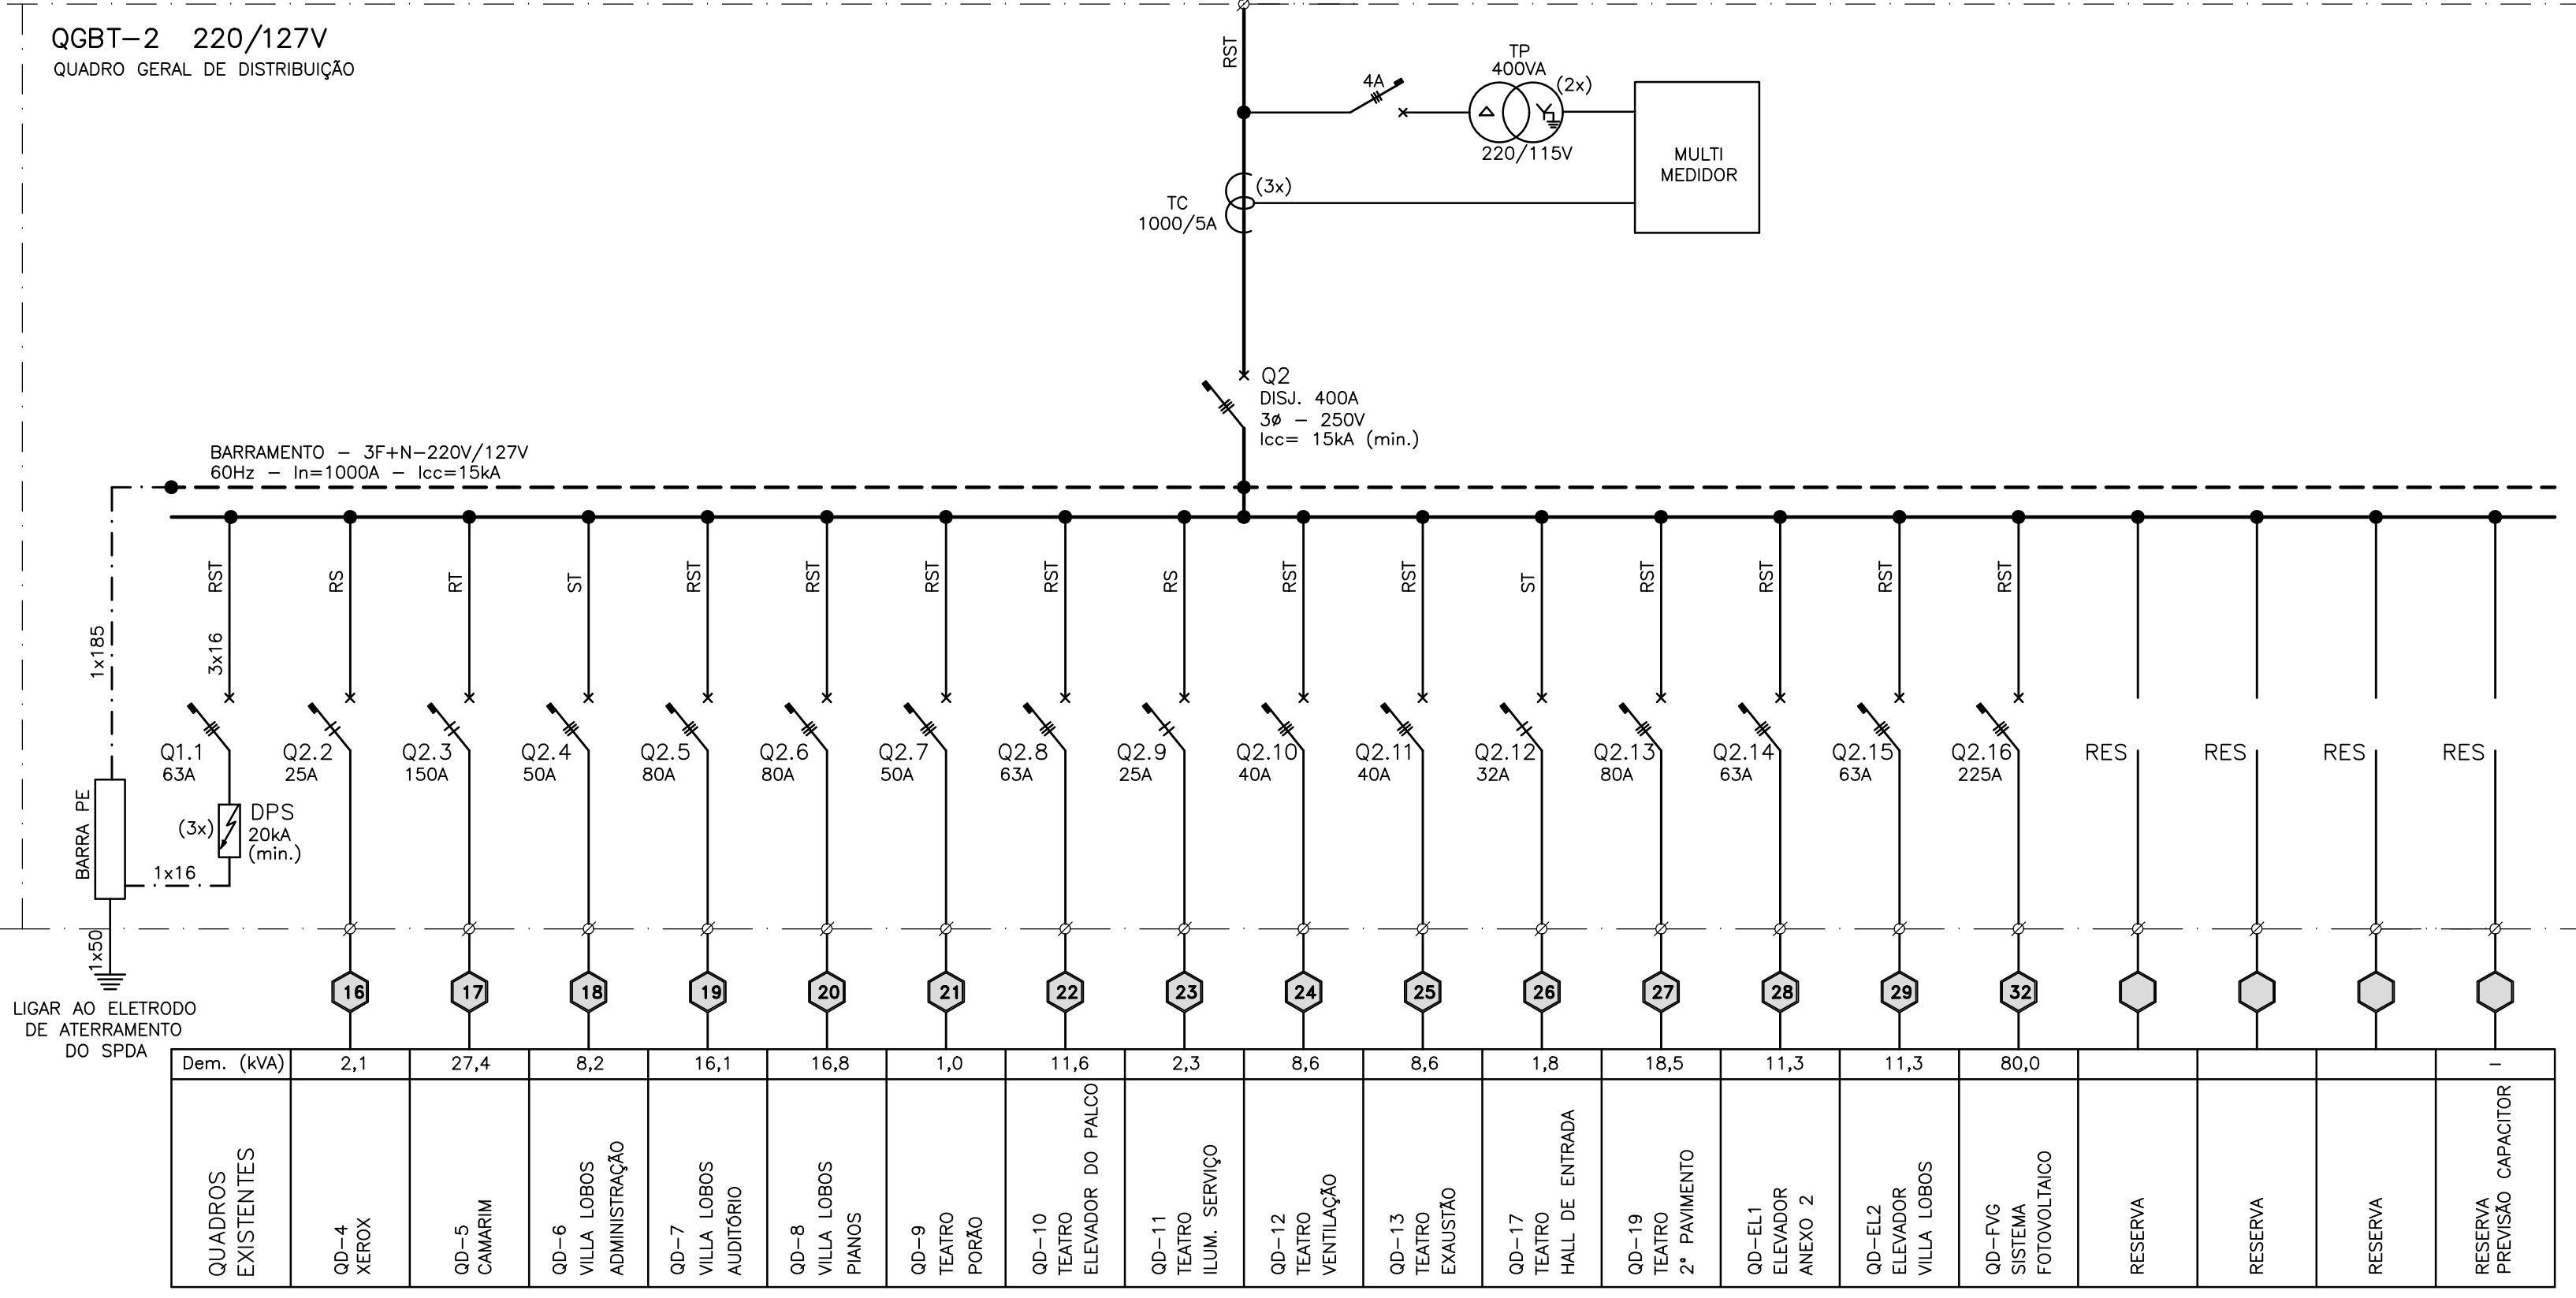 QGBT-2 220/127V
QUADRO GERAL DE DISTRIBUIÇÃO
RST
4A
TP
400VA
(2x)
220/115V
MULTI
MEDIDOR
TC
1000/5A
(3x)
Q2
DISJ. 400A
3ø - 250V
Icc= 15kA (min.)
BARRAMENTO - 3F+N-220V/127V
60Hz - In=1000A - Icc=15kA
RST RS RT ST RST RST RST RST RS RST RST ST RST RST RST RST
1x185
3x16
Q1.1 Q2.2 Q2.3 Q2.4 Q2.5 Q2.6 Q2.7 Q2.8 Q2.9 Q2.10 Q2.11 Q2.12 Q2.13 Q2.14 Q2.15 Q2.16 RES RES RES RES
63A 25A 150A 50A 80A 80A 50A 63A 25A 40A 40A 32A 80A 63A 63A 225A
BARRA PE
(3x)
DPS
20kA
(min.)
1x16
1x50
LIGAR AO ELETRODO
DE ATERRAMENTO
DO SPDA
16 17 18 19 20 21 22 23 24 25 26 27 28 29 32
Dem. (kVA) 2,1 27,4 8,2 16,1 16,8 1,0 11,6 2,3 8,6 8,6 1,8 18,5 11,3 11,3 80,0 -
QUADROS
EXISTENTES
QD-4
XEROX
QD-5
CAMARIM
QD-6
VILLA LOBOS
ADMINISTRAÇÃO
QD-7
VILLA LOBOS
AUDITÓRIO
QD-8
VILLA LOBOS
PIANOS
QD-9
TEATRO
PORÃO
QD-10
TEATRO
ELEVADOR DO PALCO
QD-11
TEATRO
ILUM. SERVIÇO
QD-12
TEATRO
VENTILAÇÃO
QD-13
TEATRO
EXAUSTÃO
QD-17
TEATRO
HALL DE ENTRADA
QD-19
TEATRO
2º PAVIMENTO
QD-EL1
ELEVADOR
ANEXO 2
QD-EL2
ELEVADOR
VILLA LOBOS
QD-FVG
SISTEMA
FOTOVOLTAICO
RESERVA
RESERVA
RESERVA
RESERVA
PREVISÃO CAPACITOR